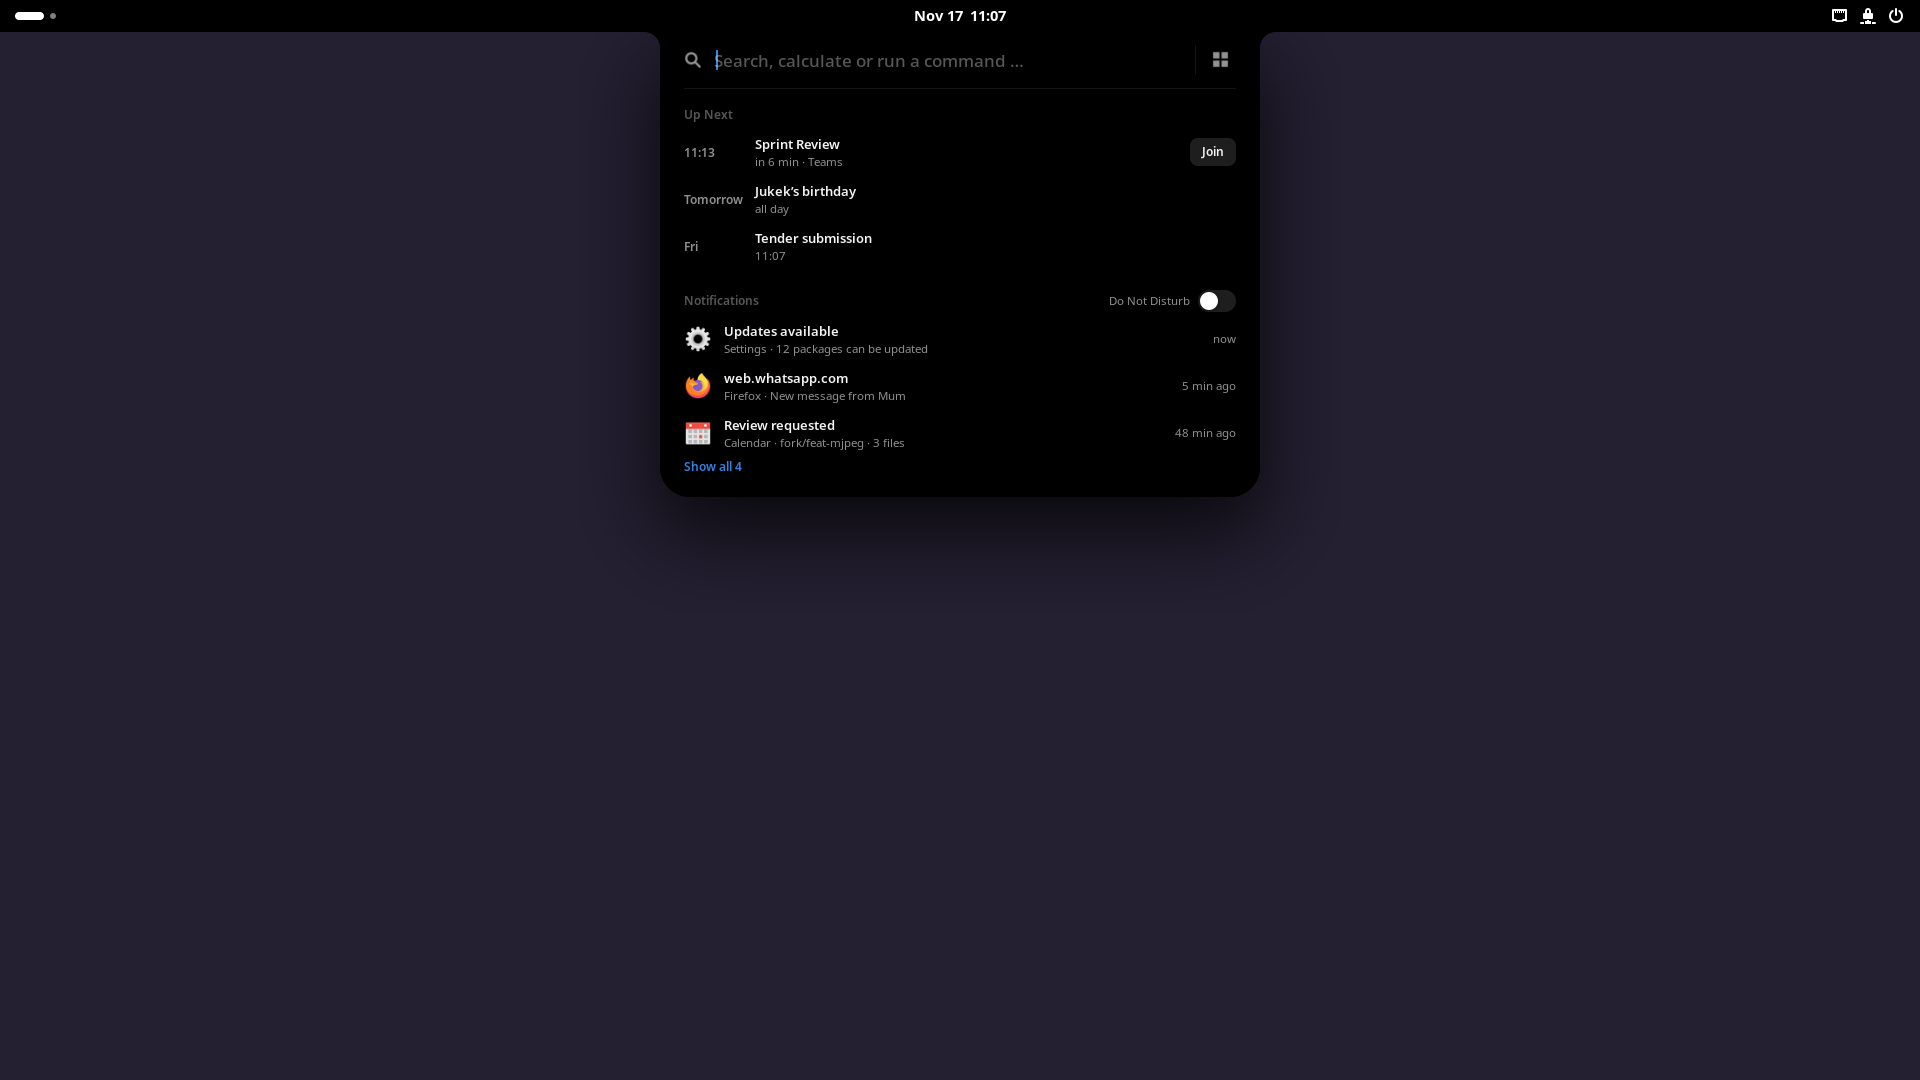 Nov 17 11:07
Search, calculate or run a command ...
Up Next
11:13
Sprint Review
in 6 min · Teams
Join
Tomorrow
Jukek’s birthday
all day
Fri
Tender submission
11:07
Notifications
Do Not Disturb
Updates available
Settings · 12 packages can be updated
now
web.whatsapp.com
Firefox · New message from Mum
5 min ago
Review requested
Calendar · fork/feat-mjpeg · 3 files
48 min ago
Show all 4